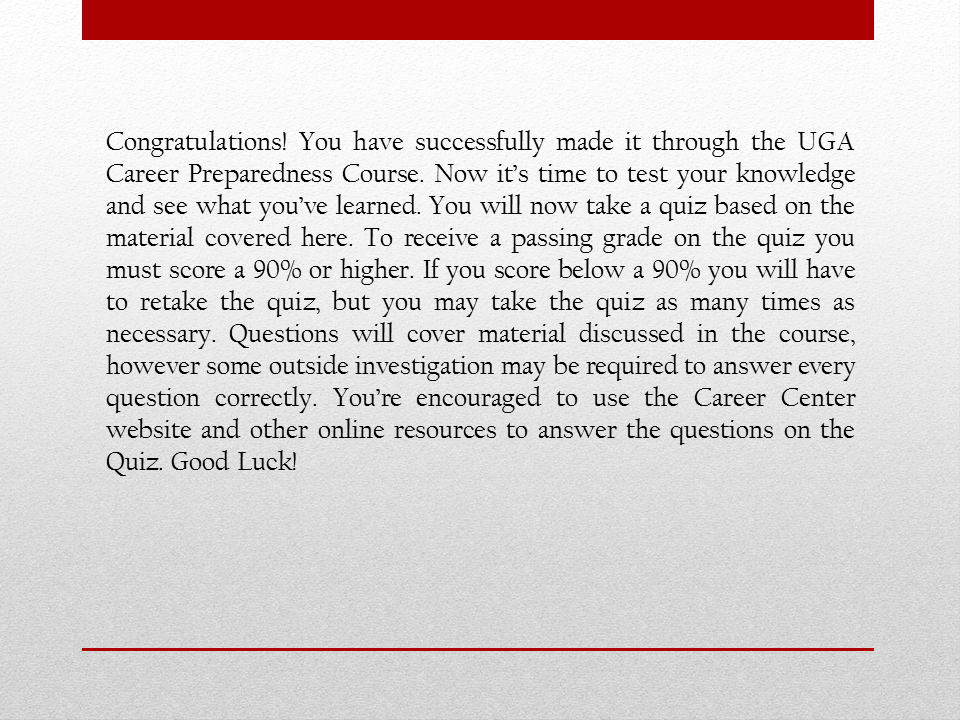 Congratulations! You have successfully made it through the UGA
Career Preparedness Course. Now it’s time to test your knowledge
and see what you’ve learned. You will now take a quiz based on the
material covered here. To receive a passing grade on the quiz you
must score a 90% or higher. If you score below a 90% you will have
to retake the quiz, but you may take the quiz as many times as
necessary. Questions will cover material discussed in the course,
however some outside investigation may be required to answer every
question correctly. You’re encouraged to use the Career Center
website and other online resources to answer the questions on the
Quiz. Good Luck!